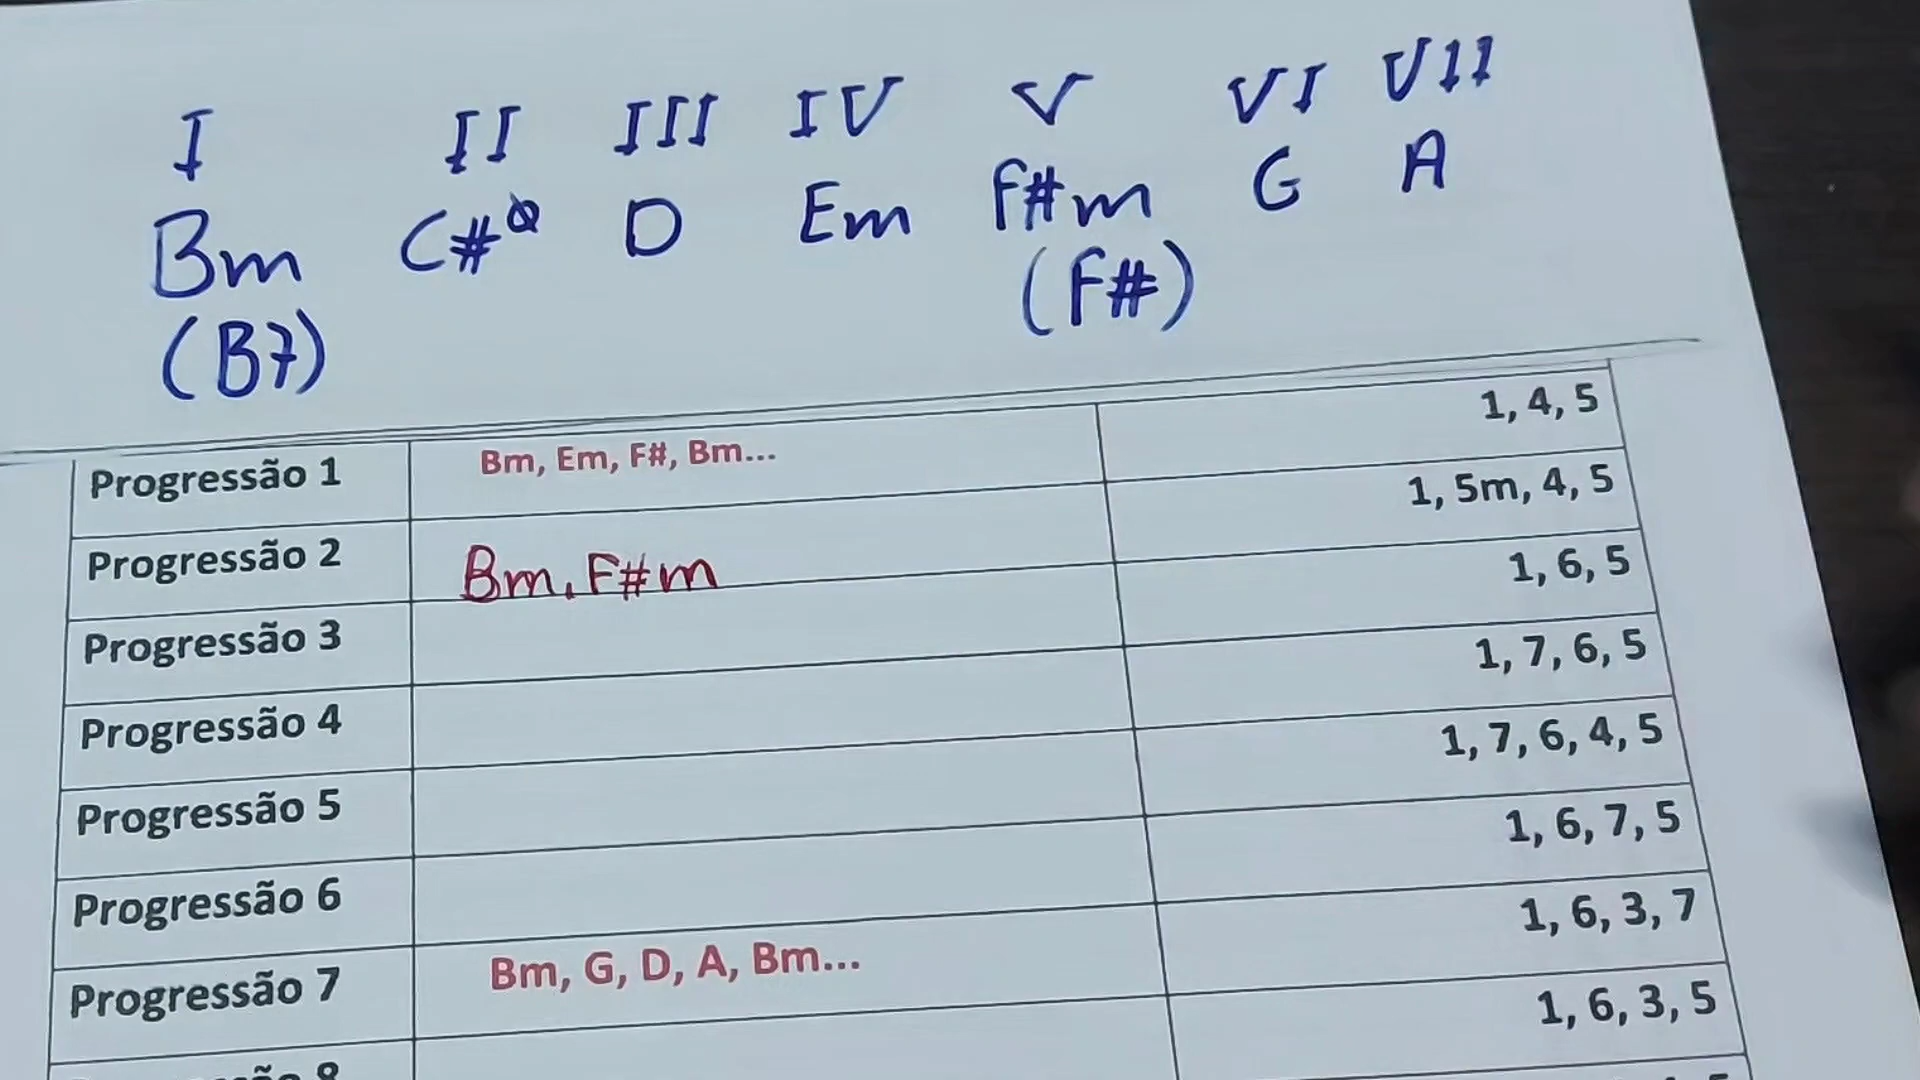 I II III IV V VI VII
Bm C#ø D Em F#m G A
(B7) (F#)
Progressão 1 Bm, Em, F#, Bm... 1, 4, 5
Progressão 2 Bm, F#m 1, 5m, 4, 5
Progressão 3 1, 6, 5
Progressão 4 1, 7, 6, 5
Progressão 5 1, 7, 6, 4, 5
Progressão 6 1, 6, 7, 5
Progressão 7 Bm, G, D, A, Bm... 1, 6, 3, 7
1, 6, 3, 5